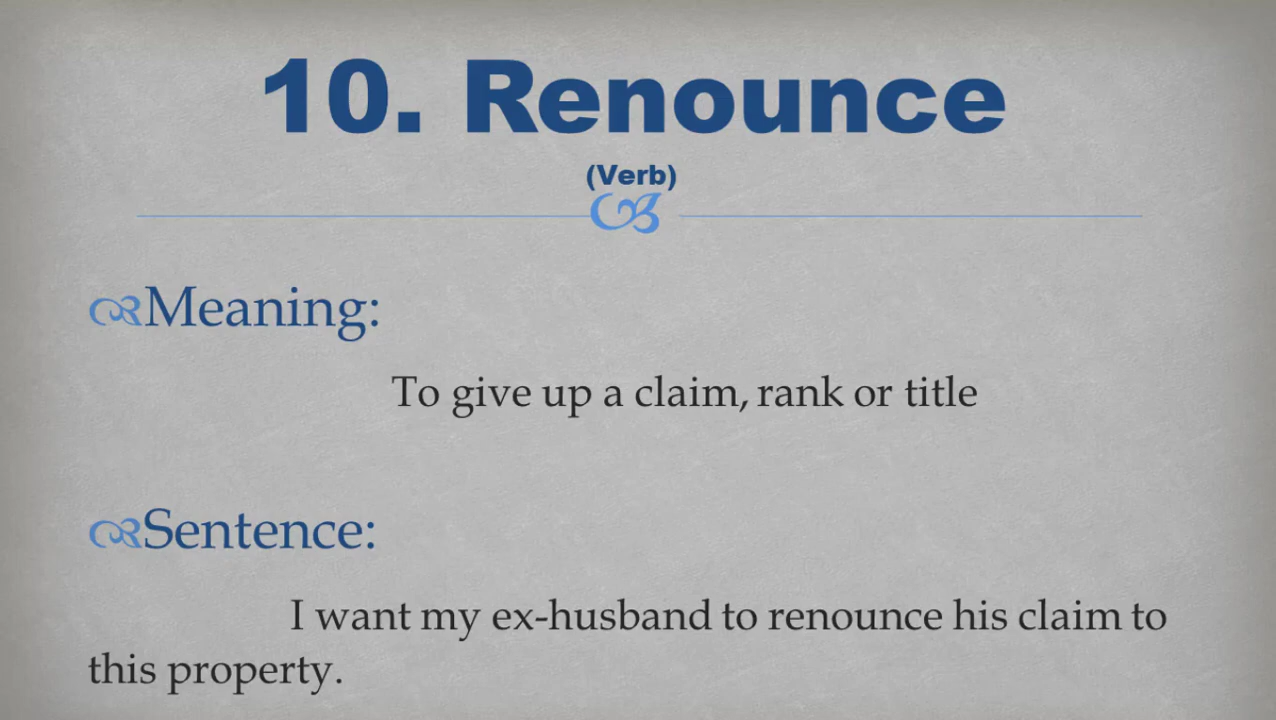 10. Renounce
(Verb)
Meaning:
To give up a claim, rank or title
Sentence:
I want my ex-husband to renounce his claim to
this property.